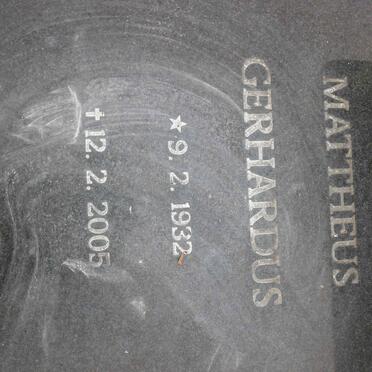 MATTHEUS
GERHARDUS
★ 9. 2. 1932
✝ 12. 2. 2005